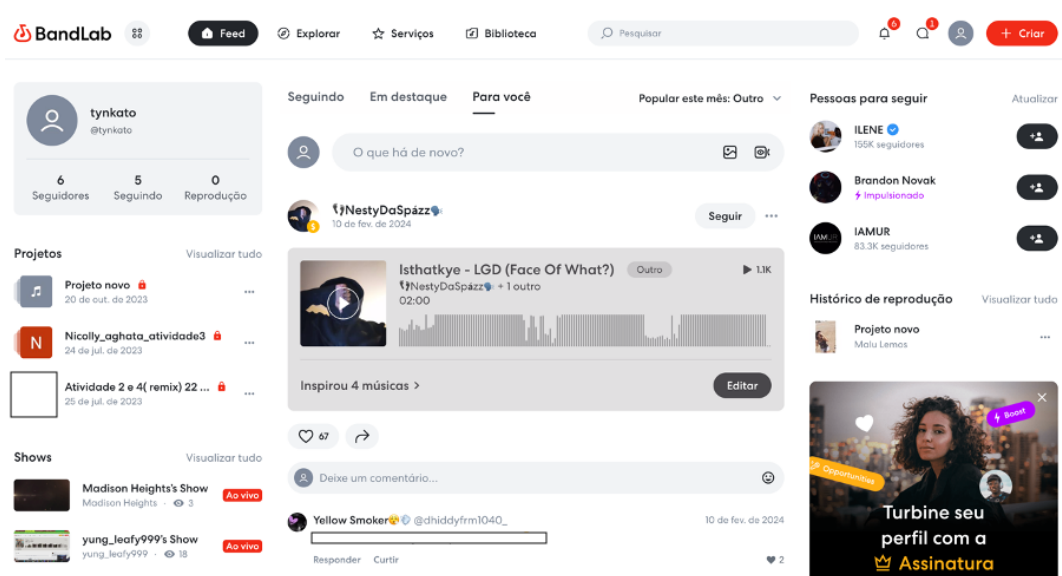 BandLab
Feed
Explorar
Serviços
Biblioteca
Pesquisar
6
1
+ Criar
tynkato
@tynkato
6 5 0
Seguidores Seguindo Reprodução
Projetos Visualizar tudo
Projeto novo
20 de out. de 2023
N
Nicolly_aghata_atividade3
24 de jul. de 2023
Atividade 2 e 4( remix) 22 ...
25 de jul. de 2023
Shows Visualizar tudo
Madison Heights's Show
Madison Heights · 3
Ao vivo
yung_leafy999's Show
yung_leafy999 · 18
Ao vivo
Seguindo Em destaque Para você
Popular este mês: Outro
O que há de novo?
NestyDaSpázz
10 de fev. de 2024
Seguir
Isthatkye - LGD (Face Of What?) Outro
1.1K
NestyDaSpázz + 1 outro
02:00
Inspirou 4 músicas >
Editar
67
Deixe um comentário...
Yellow Smoker @dhiddyfrm1040_
10 de fev. de 2024
Responder Curtir
2
Pessoas para seguir Atualizar
ILENE
155K seguidores
Brandon Novak
Impulsionado
IAMUR
IAMUR
83.3K seguidores
Histórico de reprodução Visualizar tudo
Projeto novo
Malu Lemos
Boost
Opportunities
Turbine seu
perfil com a
Assinatura